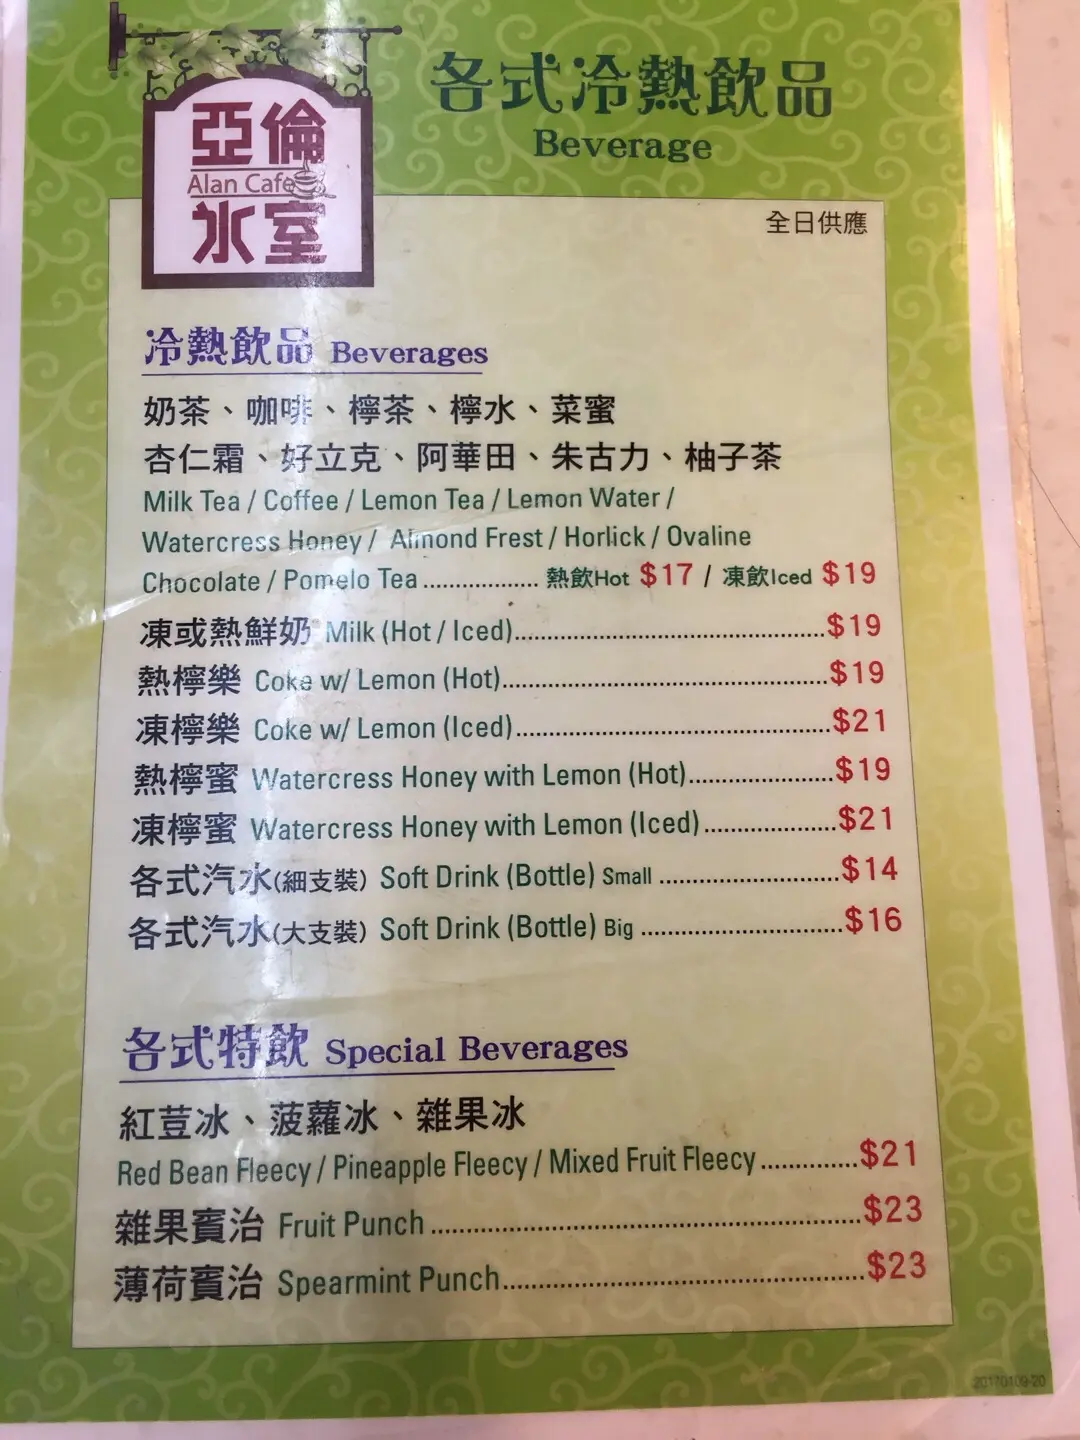 亞倫
Alan Cafe
冰室
各式冷熱飲品
Beverage
全日供應
冷熱飲品 Beverages
奶茶、咖啡、檸茶、檸水、菜蜜
杏仁霜、好立克、阿華田、朱古力、柚子茶
Milk Tea / Coffee / Lemon Tea / Lemon Water /
Watercress Honey / Almond Frest / Horlick / Ovaline
Chocolate / Pomelo Tea ................ 熱飲Hot $17 / 凍飲Iced $19
凍或熱鮮奶 Milk (Hot / Iced)........................................... $19
熱檸樂 Coke w/ Lemon (Hot)............................................. $19
凍檸樂 Coke w/ Lemon (Iced)........................................... $21
熱檸蜜 Watercress Honey with Lemon (Hot).................... $19
凍檸蜜 Watercress Honey with Lemon (Iced).................. $21
各式汽水(細支裝) Soft Drink (Bottle) Small ......................... $14
各式汽水(大支裝) Soft Drink (Bottle) Big ............................ $16
各式特飲 Special Beverages
紅荳冰、菠蘿冰、雜果冰
Red Bean Fleecy / Pineapple Fleecy / Mixed Fruit Fleecy ............. $21
雜果賓治 Fruit Punch ........................................................... $23
薄荷賓治 Spearmint Punch.................................................. $23
20170109-20